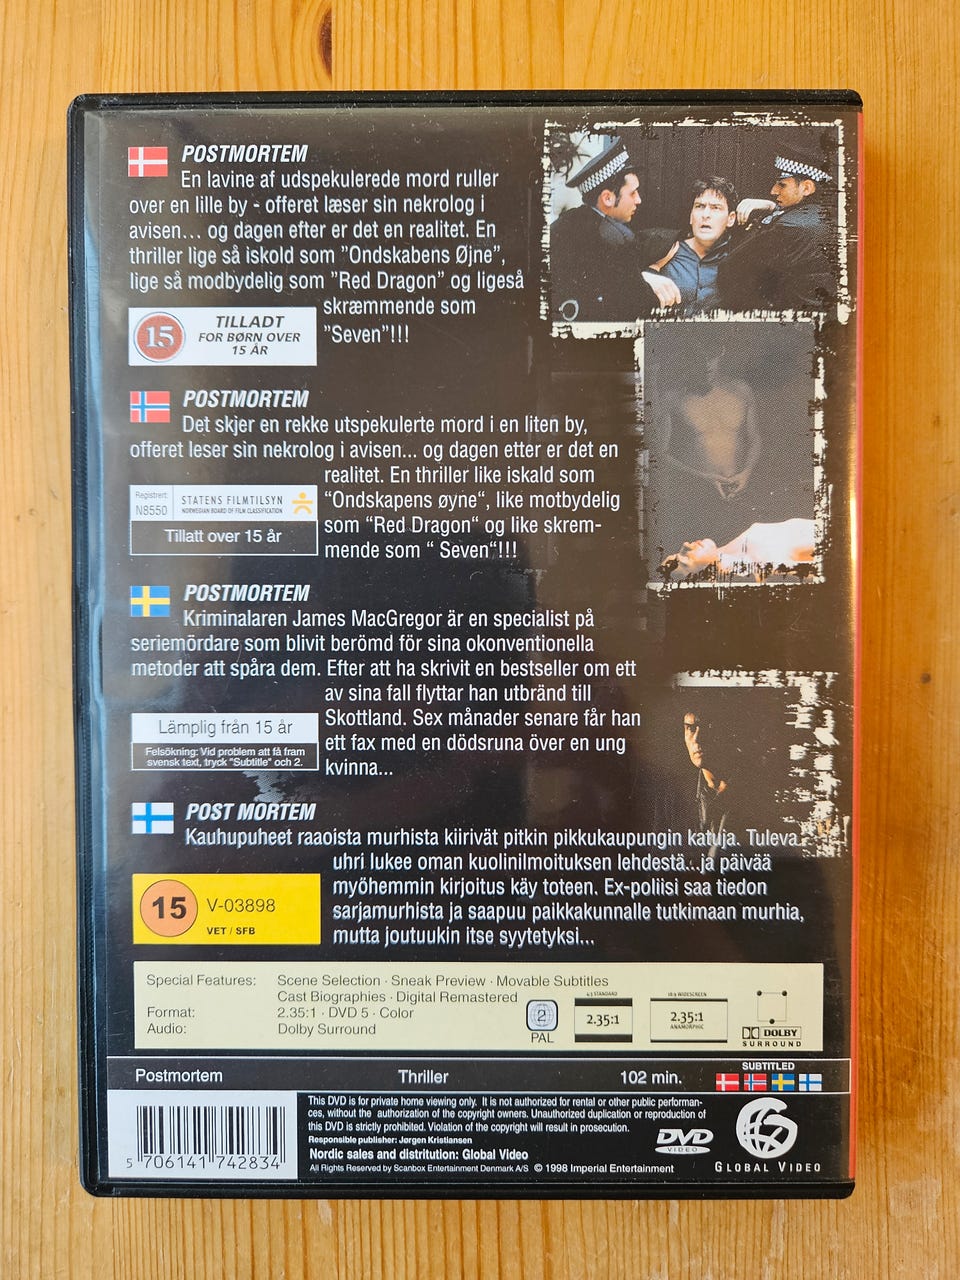 POSTMORTEM
En lavine af udspekulerede mord ruller
over en lille by - offeret læser sin nekrolog i
avisen... og dagen efter er det en realitet. En
thriller lige så iskold som ”Ondskabens Øjne”,
lige så modbydelig som ”Red Dragon” og ligeså
skræmmende som
”Seven”!!!
15
TILLADT
FOR BØRN OVER
15 ÅR
POSTMORTEM
Det skjer en rekke utspekulerte mord i en liten by,
offeret leser sin nekrolog i avisen... og dagen etter er det en
realitet. En thriller like iskald som
“Ondskapens øyne“, like motbydelig
som “Red Dragon“ og like skrem-
mende som “ Seven“!!!
Registrert:
N8550
STATENS FILMTILSYN
NORWEGIAN BOARD OF FILM CLASSIFICATION
Tillatt over 15 år
POSTMORTEM
Kriminalaren James MacGregor är en specialist på
seriemördare som blivit berömd för sina okonventionella
metoder att spåra dem. Efter att ha skrivit en bestseller om ett
av sina fall flyttar han utbränd till
Skottland. Sex månader senare får han
ett fax med en dödsruna över en ung
kvinna...
Lämplig från 15 år
Felsökning: Vid problem att få fram
svensk text, tryck "Subtitle" och 2.
POST MORTEM
Kauhupuheet raaoista murhista kiirivät pitkin pikkukaupungin katuja. Tuleva
uhri lukee oman kuolinilmoituksen lehdestä...ja päivää
myöhemmin kirjoitus käy toteen. Ex-poliisi saa tiedon
sarjamurhista ja saapuu paikkakunnalle tutkimaan murhia,
mutta joutuukin itse syytetyksi...
15
V-03898
VET / SFB
Special Features: Scene Selection · Sneak Preview · Movable Subtitles
Cast Biographies · Digital Remastered
Format: 2.35:1 · DVD 5 · Color
Audio: Dolby Surround
2
PAL
4:3 STANDARD
2.35:1
16:9 WIDESCREEN
2.35:1
ANAMORPHIC
DOLBY
SURROUND
Postmortem Thriller 102 min.
SUBTITLED
5 706141 742834
This DVD is for private home viewing only. It is not authorized for rental or other public performan-
ces, without the authorization of the copyright owners. Unauthorized duplication or reproduction of
this DVD is strictly prohibited. Violation of the copyright will result in prosecution.
Responsible publisher: Jørgen Kristiansen
Nordic sales and distritution: Global Video
All Rights Reserved by Scanbox Entertainment Denmark A/S © 1998 Imperial Entertainment
DVD
VIDEO
GLOBAL VIDEO